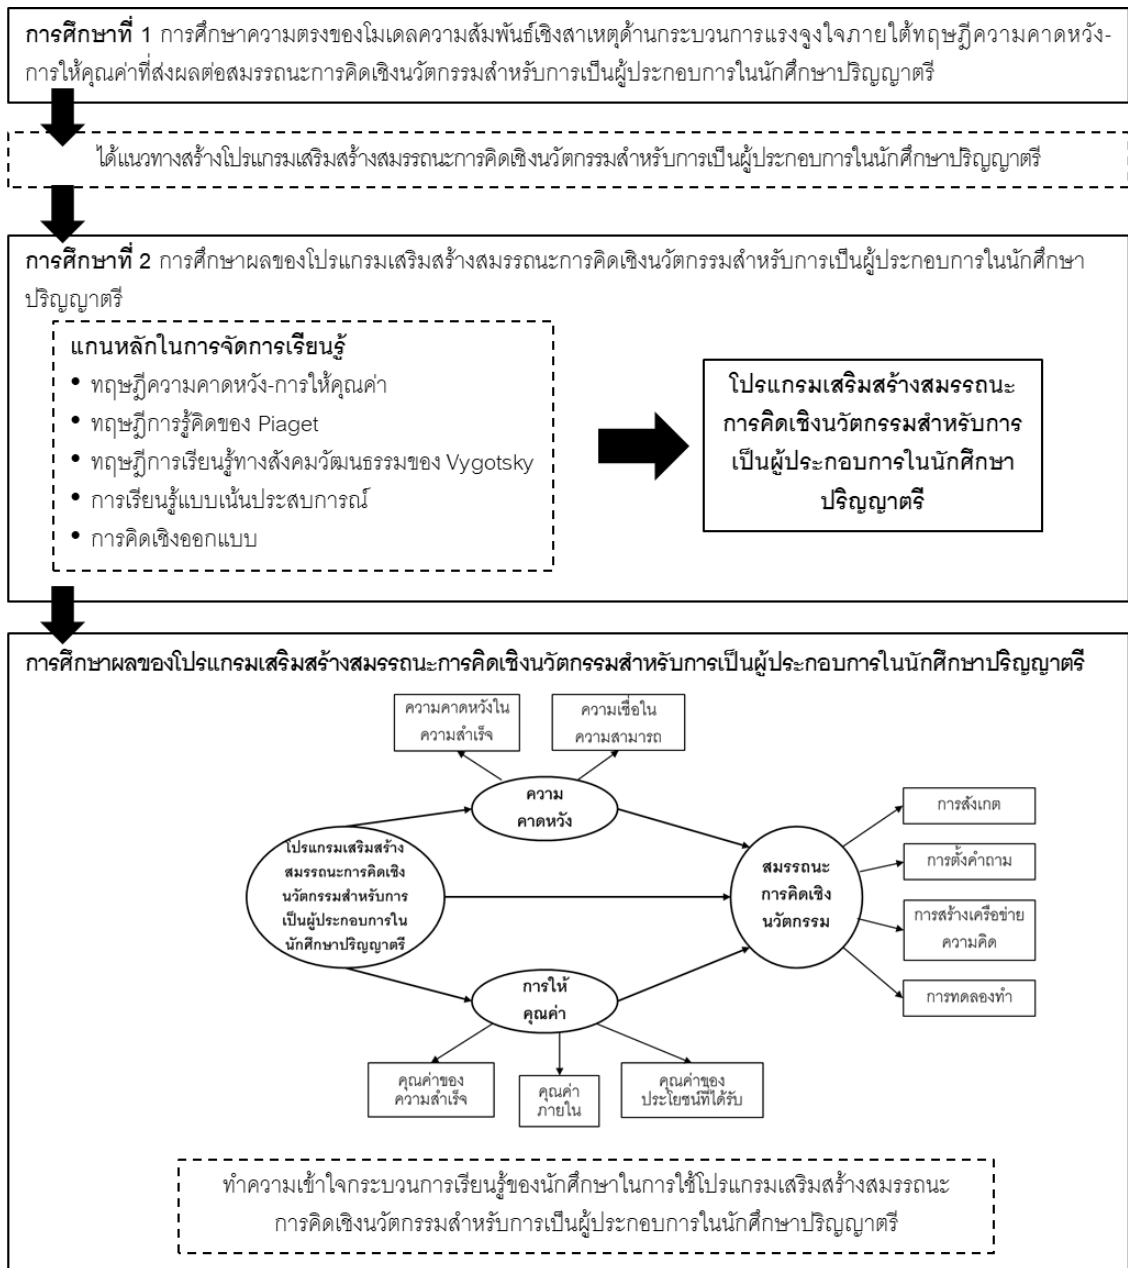 การศึกษาที่ 1 การศึกษาความตรงของโมเดลความสัมพันธ์เชิงสาเหตุด้านกระบวนการแรงจูงใจภายใต้ทฤษฎีความคาดหวัง-
การให้คุณค่าที่ส่งผลต่อสมรรถนะการคิดเชิงนวัตกรรมสำหรับการเป็นผู้ประกอบการในนักศึกษาปริญญาตรี
ได้แนวทางสร้างโปรแกรมเสริมสร้างสมรรถนะการคิดเชิงนวัตกรรมสำหรับการเป็นผู้ประกอบการในนักศึกษาปริญญาตรี
การศึกษาที่ 2 การศึกษาผลของโปรแกรมเสริมสร้างสมรรถนะการคิดเชิงนวัตกรรมสำหรับการเป็นผู้ประกอบการในนักศึกษา
ปริญญาตรี
แกนหลักในการจัดการเรียนรู้
• ทฤษฎีความคาดหวัง-การให้คุณค่า
• ทฤษฎีการรู้คิดของ Piaget
• ทฤษฎีการเรียนรู้ทางสังคมวัฒนธรรมของ Vygotsky
• การเรียนรู้แบบเน้นประสบการณ์
• การคิดเชิงออกแบบ
โปรแกรมเสริมสร้างสมรรถนะ
การคิดเชิงนวัตกรรมสำหรับการ
เป็นผู้ประกอบการในนักศึกษา
ปริญญาตรี
การศึกษาผลของโปรแกรมเสริมสร้างสมรรถนะการคิดเชิงนวัตกรรมสำหรับการเป็นผู้ประกอบการในนักศึกษาปริญญาตรี
ความคาดหวังใน
ความสำเร็จ
ความเชื่อใน
ความสามารถ
ความ
คาดหวัง
โปรแกรมเสริมสร้าง
สมรรถนะการคิดเชิง
นวัตกรรมสำหรับการ
เป็นผู้ประกอบการใน
นักศึกษาปริญญาตรี
สมรรถนะ
การคิดเชิง
นวัตกรรม
การสังเกต
การตั้งคำถาม
การสร้างเครือข่าย
ความคิด
การทดลองทำ
การให้
คุณค่า
คุณค่าของ
ความสำเร็จ
คุณค่า
ภายใน
คุณค่าของ
ประโยชน์ที่ได้รับ
ทำความเข้าใจกระบวนการเรียนรู้ของนักศึกษาในการใช้โปรแกรมเสริมสร้างสมรรถนะ
การคิดเชิงนวัตกรรมสำหรับการเป็นผู้ประกอบการในนักศึกษาปริญญาตรี